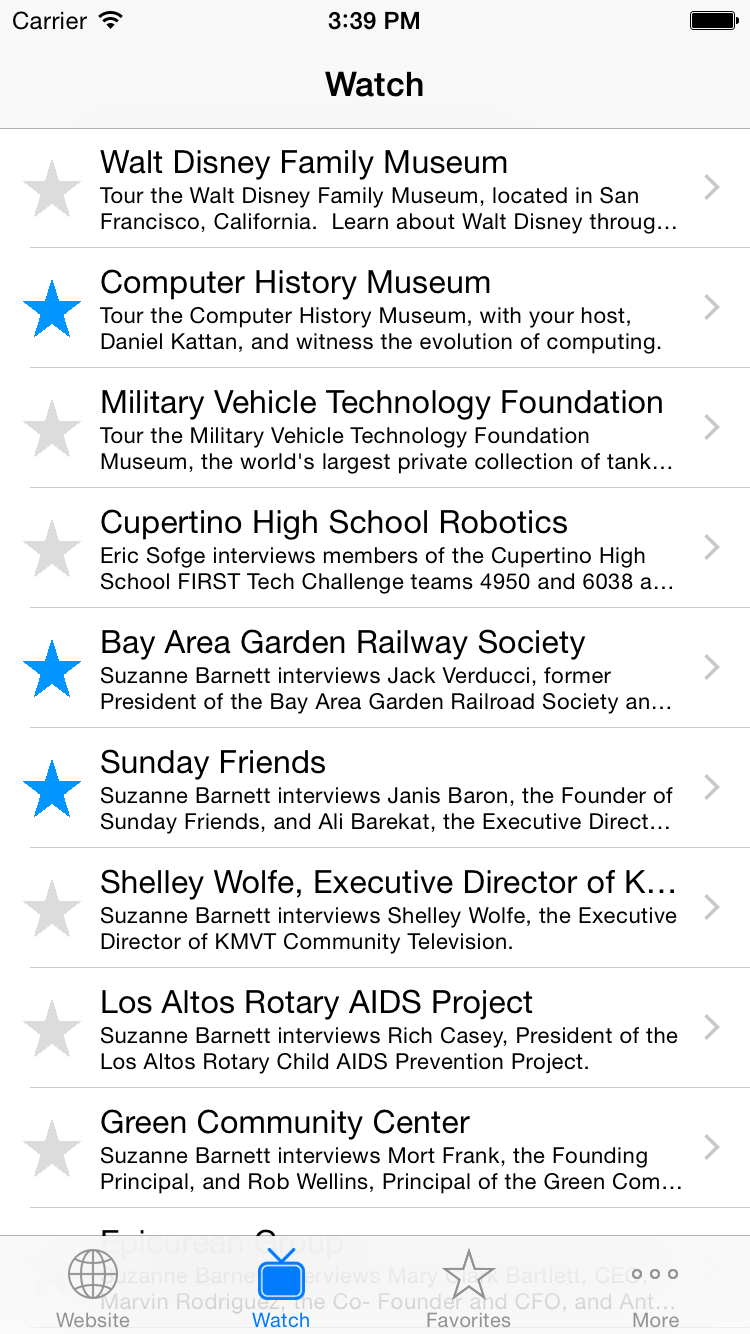 Carrier 3:39 PM
Watch
Walt Disney Family Museum
Tour the Walt Disney Family Museum, located in San
Francisco, California.  Learn about Walt Disney throug…
Computer History Museum
Tour the Computer History Museum, with your host,
Daniel Kattan, and witness the evolution of computing.
Military Vehicle Technology Foundation
Tour the Military Vehicle Technology Foundation
Museum, the world's largest private collection of tank…
Cupertino High School Robotics
Eric Sofge interviews members of the Cupertino High
School FIRST Tech Challenge teams 4950 and 6038 a…
Bay Area Garden Railway Society
Suzanne Barnett interviews Jack Verducci, former
President of the Bay Area Garden Railroad Society an…
Sunday Friends
Suzanne Barnett interviews Janis Baron, the Founder of
Sunday Friends, and Ali Barekat, the Executive Direct…
Shelley Wolfe, Executive Director of K…
Suzanne Barnett interviews Shelley Wolfe, the Executive
Director of KMVT Community Television.
Los Altos Rotary AIDS Project
Suzanne Barnett interviews Rich Casey, President of the
Los Altos Rotary Child AIDS Prevention Project.
Green Community Center
Suzanne Barnett interviews Mort Frank, the Founding
Principal, and Rob Wellins, Principal of the Green Com…
Epicurean Group
Suzanne Barnett interviews Mary Clark Bartlett, CEO,
Marvin Rodriguez, the Co- Founder and CFO, and Ant…
Website Watch Favorites More